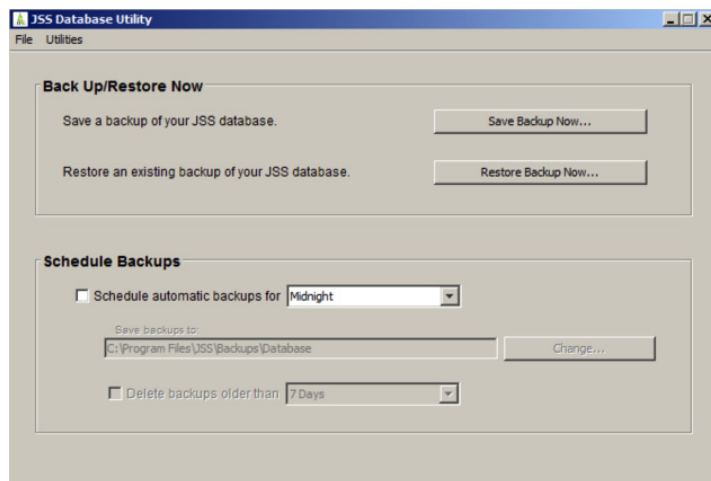 JSS Database Utility
File Utilities
Back Up/Restore Now
Save a backup of your JSS database.
Save Backup Now...
Restore an existing backup of your JSS database.
Restore Backup Now...
Schedule Backups
Schedule automatic backups for Midnight
Save backups to:
C:\Program Files\JSS\Backups\Database
Change...
Delete backups older than 7 Days